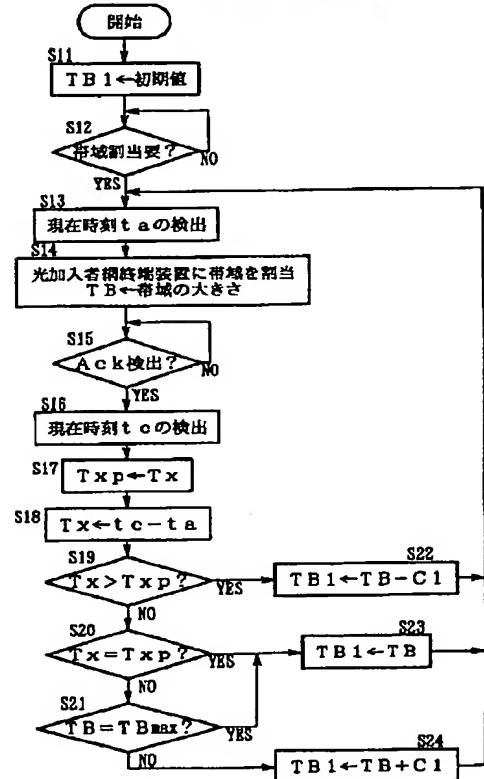 開始
S11
TB1←初期値
S12
帯域割当要?
NO
YES
S13
現在時刻taの検出
S14
光加入者網終端装置に帯域を割当
TB←帯域の大きさ
S15
Ack検出?
NO
YES
S16
現在時刻tcの検出
S17
Txp←Tx
S18
Tx←tc-ta
S19
Tx>Txp?
YES
NO
S22
TB1←TB-C1
S20
Tx=Txp?
YES
NO
S23
TB1←TB
S21
TB=TBmax?
YES
NO
S24
TB1←TB+C1